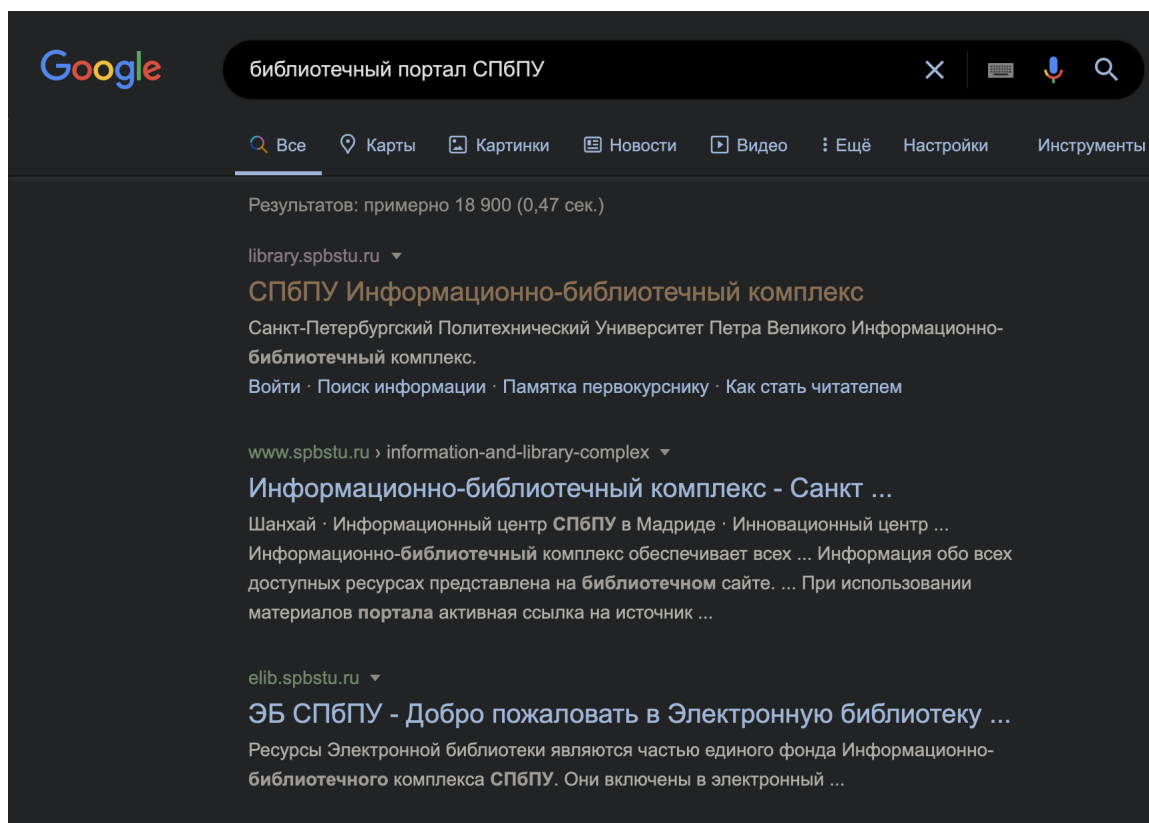 Google
библиотечный портал СПбПУ
Все Карты Картинки Новости Видео Ещё Настройки Инструменты
Результатов: примерно 18 900 (0,47 сек.)
library.spbstu.ru
СПбПУ Информационно-библиотечный комплекс
Санкт-Петербургский Политехнический Университет Петра Великого Информационно-
библиотечный комплекс.
Войти · Поиск информации · Памятка первокурснику · Как стать читателем
www.spbstu.ru › information-and-library-complex
Информационно-библиотечный комплекс - Санкт ...
Шанхай · Информационный центр СПбПУ в Мадриде · Инновационный центр ...
Информационно-библиотечный комплекс обеспечивает всех ... Информация обо всех
доступных ресурсах представлена на библиотечном сайте. ... При использовании
материалов портала активная ссылка на источник ...
elib.spbstu.ru
ЭБ СПбПУ - Добро пожаловать в Электронную библиотеку ...
Ресурсы Электронной библиотеки являются частью единого фонда Информационно-
библиотечного комплекса СПбПУ. Они включены в электронный ...